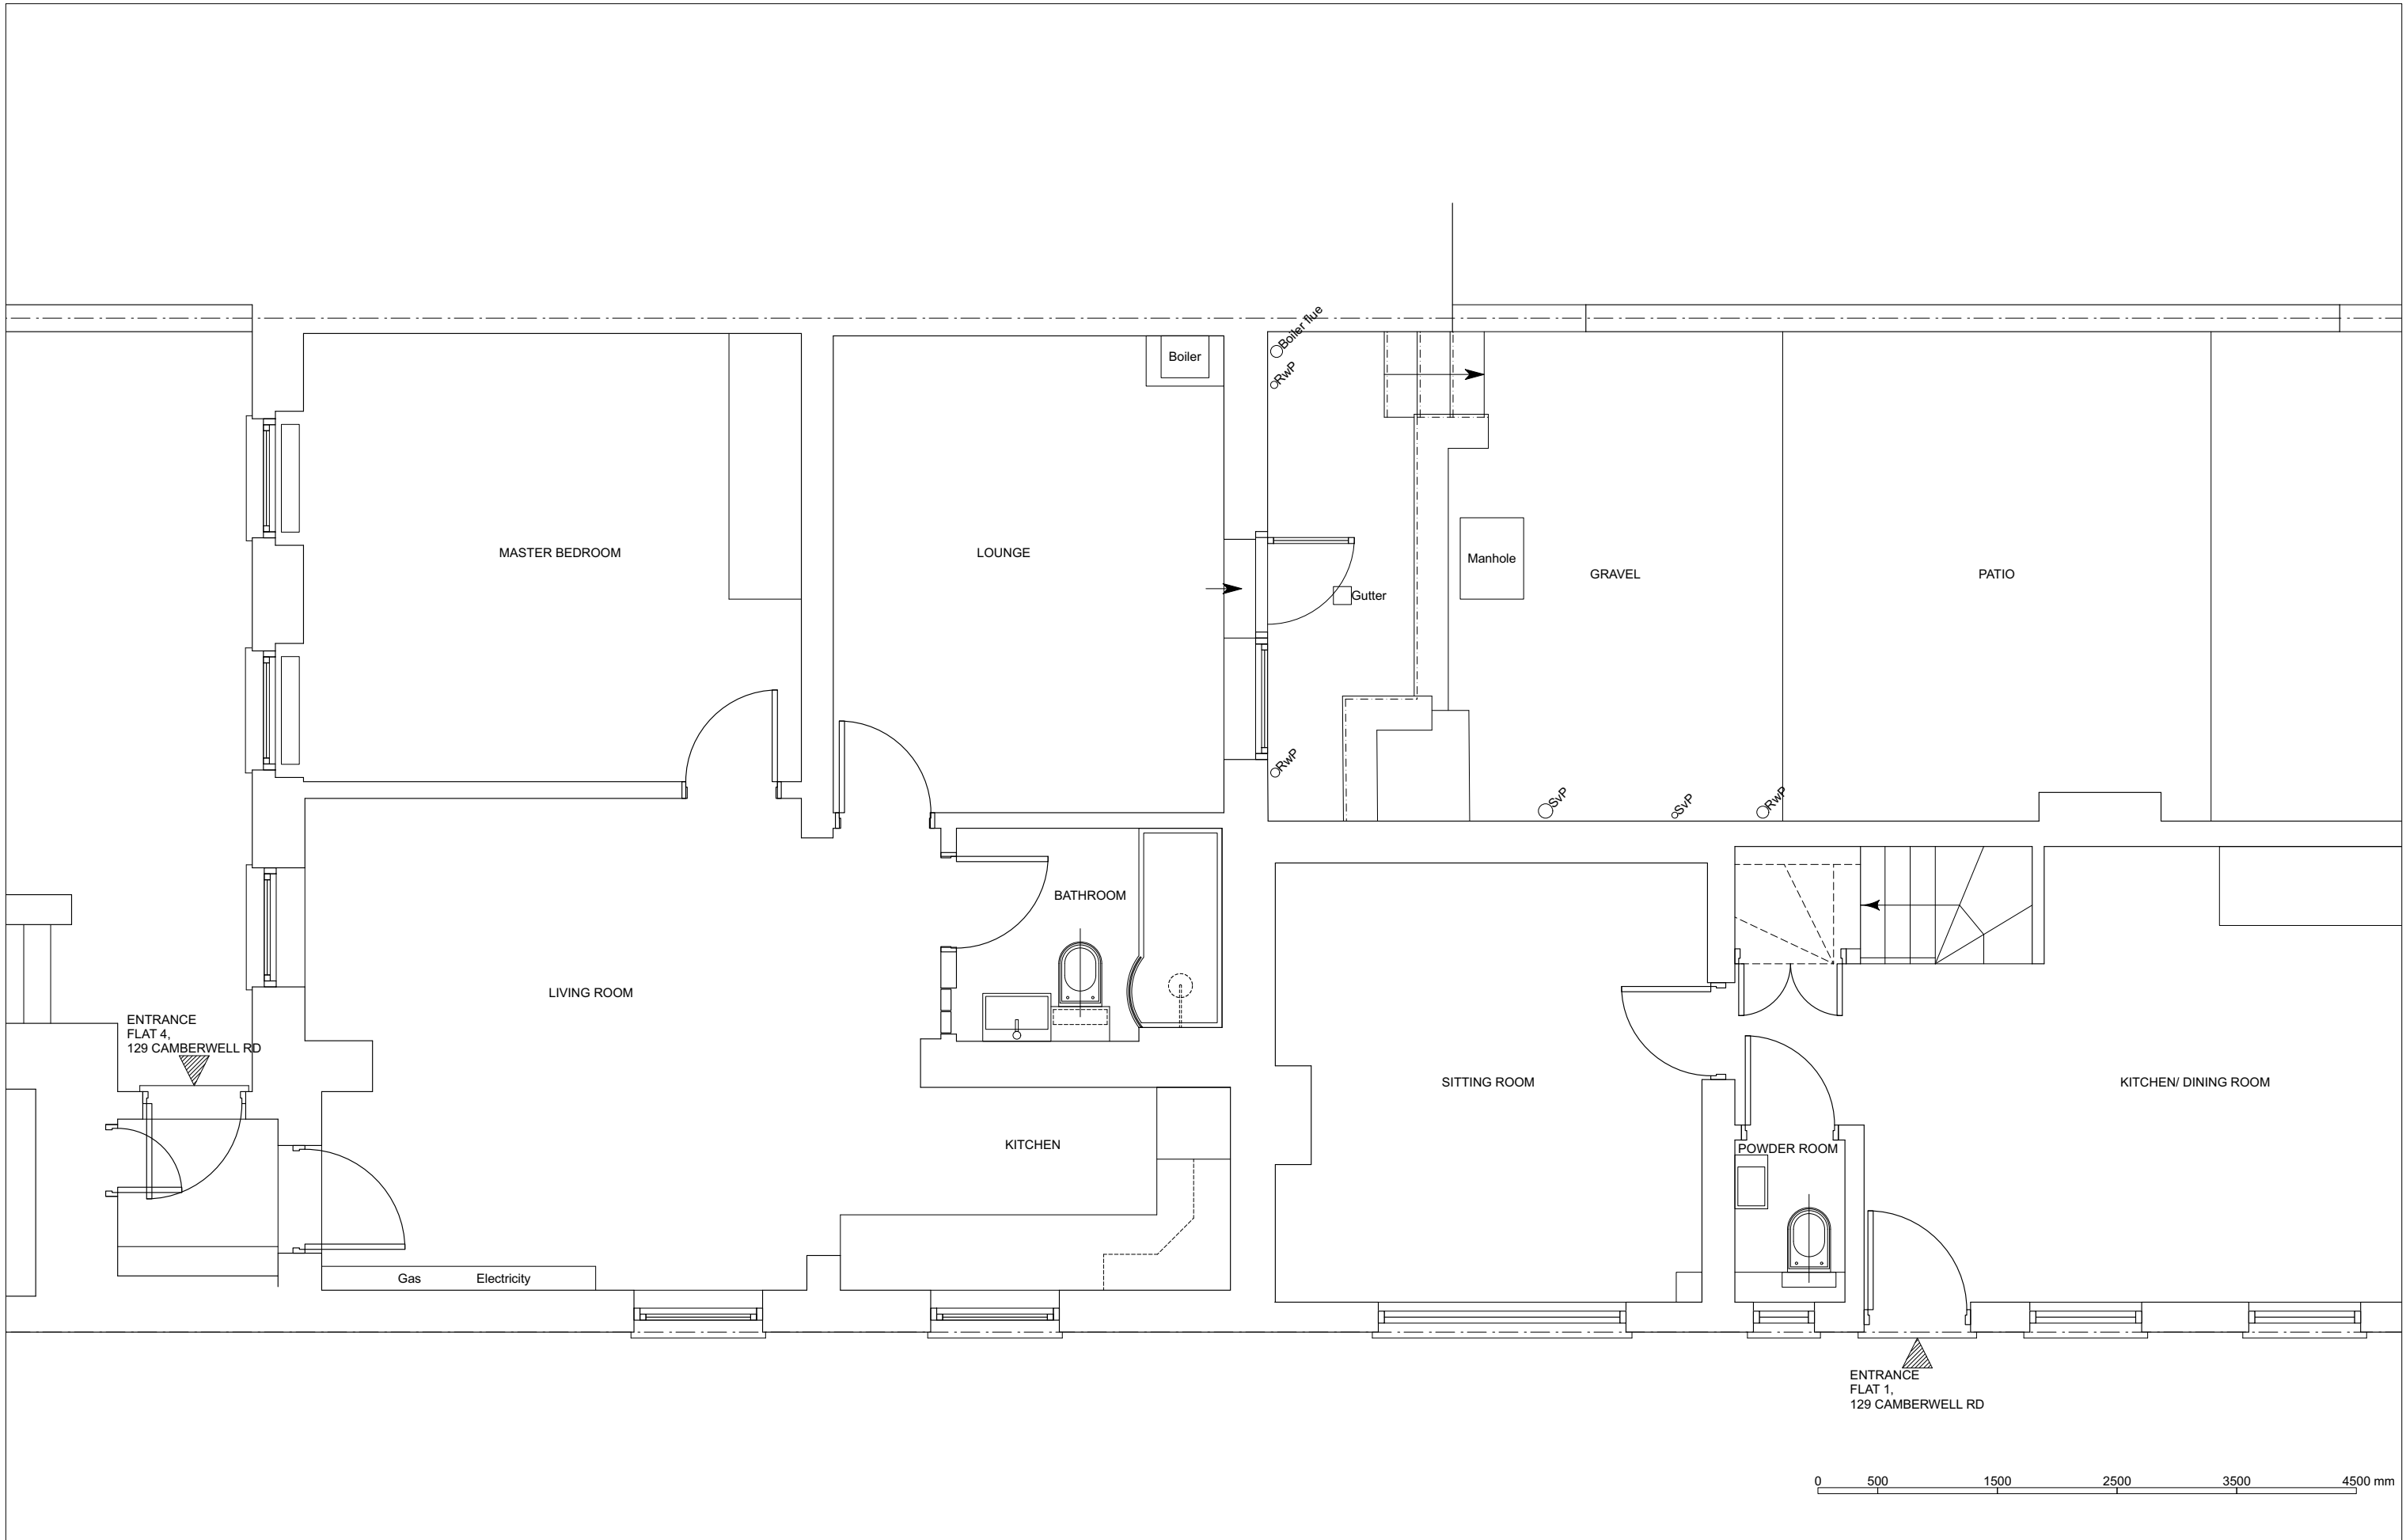 Boiler flue
Boiler
RwP
MASTER BEDROOM
LOUNGE
Manhole
GRAVEL
PATIO
Gutter
RwP
SvP
SvP
RwP
BATHROOM
LIVING ROOM
ENTRANCE
FLAT 4,
129 CAMBERWELL RD
SITTING ROOM
KITCHEN/ DINING ROOM
KITCHEN
POWDER ROOM
Gas
Electricity
ENTRANCE
FLAT 1,
129 CAMBERWELL RD
0 500 1500 2500 3500 4500 mm